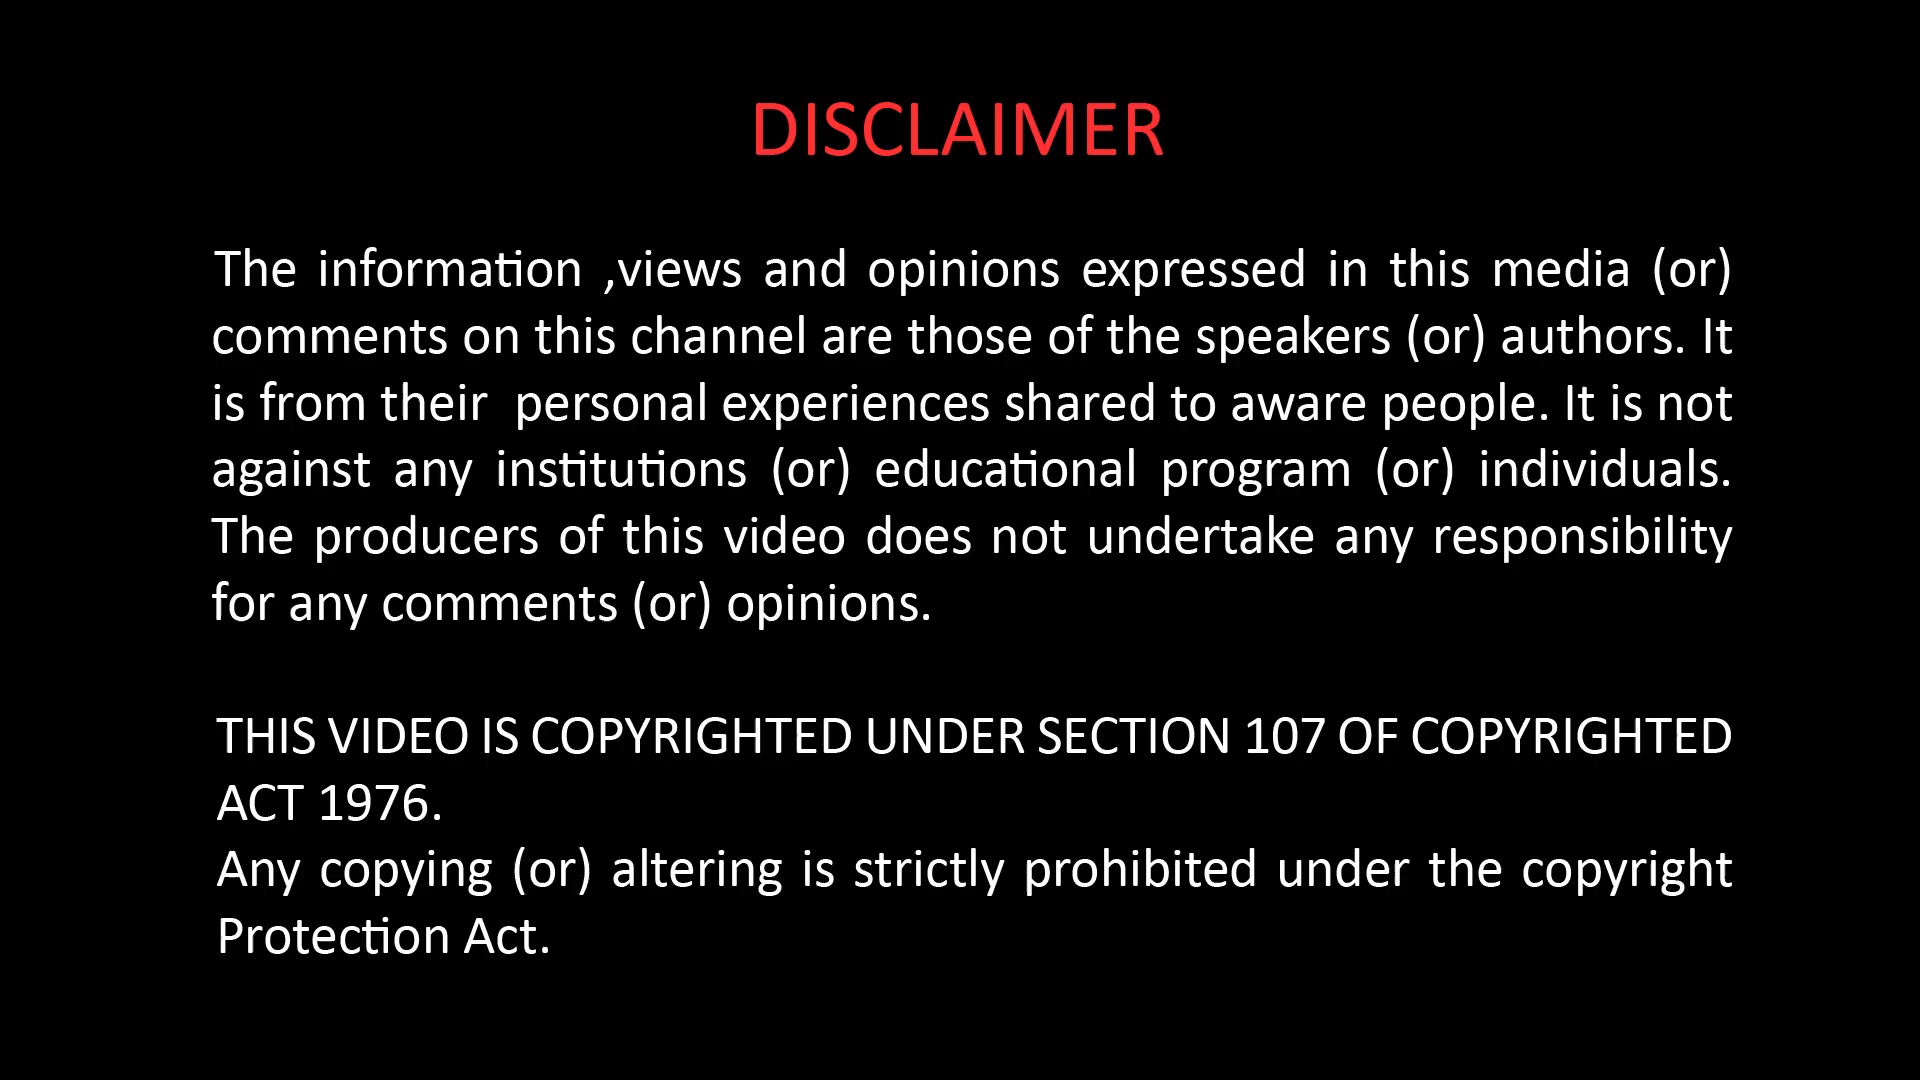 DISCLAIMER
The information ,views and opinions expressed in this media (or)
comments on this channel are those of the speakers (or) authors. It
is from their  personal experiences shared to aware people. It is not
against any institutions (or) educational program (or) individuals.
The producers of this video does not undertake any responsibility
for any comments (or) opinions.
THIS VIDEO IS COPYRIGHTED UNDER SECTION 107 OF COPYRIGHTED
ACT 1976.
Any copying (or) altering is strictly prohibited under the copyright
Protection Act.